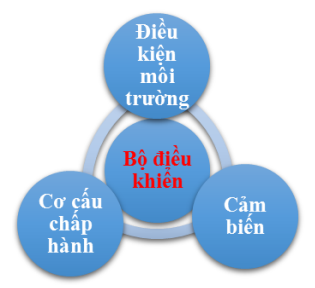 Điều
kiện
môi
trường
Bộ điều
khiển
Cơ cấu
chấp
hành
Cảm
biến